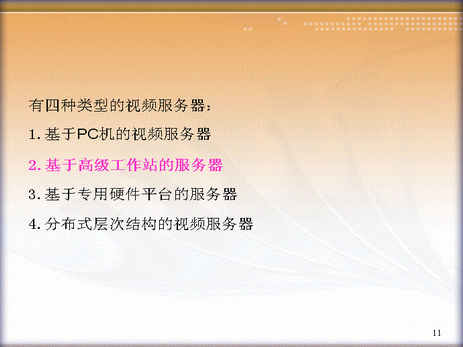 有四种类型的视频服务器：
1. 基于PC机的视频服务器
2. 基于高级工作站的服务器
3. 基于专用硬件平台的服务器
4. 分布式层次结构的视频服务器
11